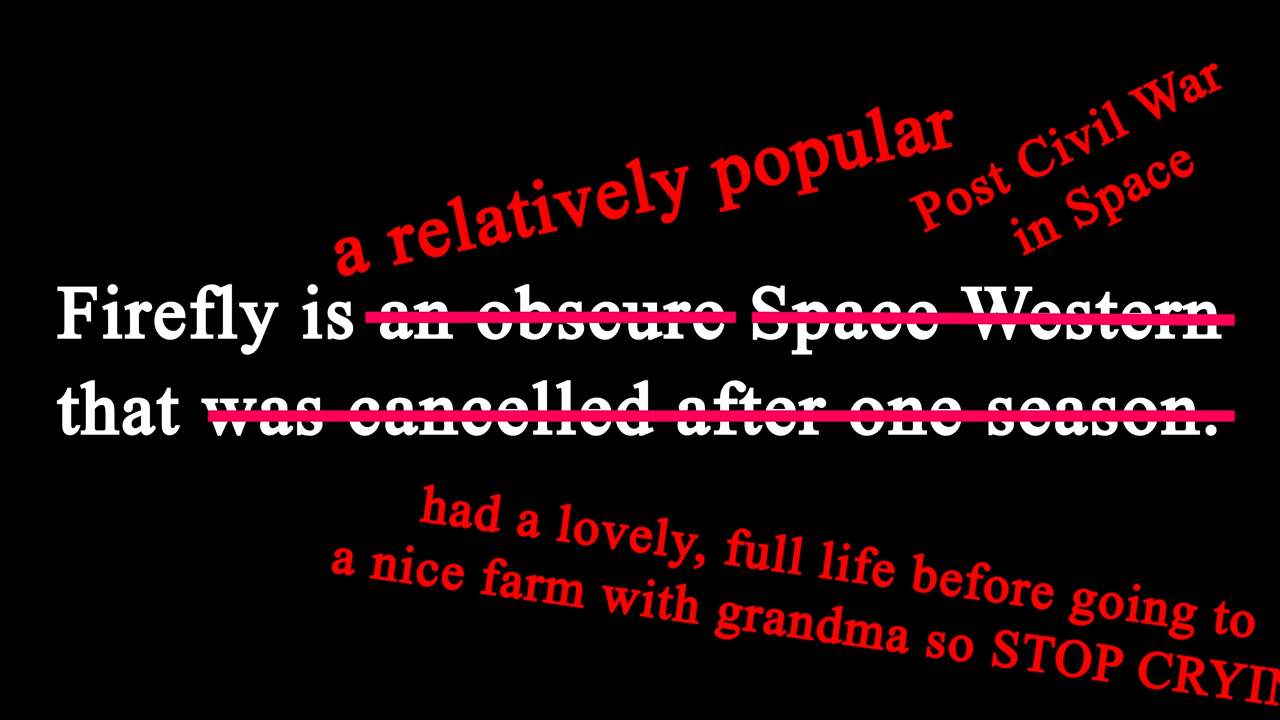 a relatively popular
Post Civil War
in Space
Firefly is an obscure Space Western
that was cancelled after one season.
had a lovely, full life before going to
a nice farm with grandma so STOP